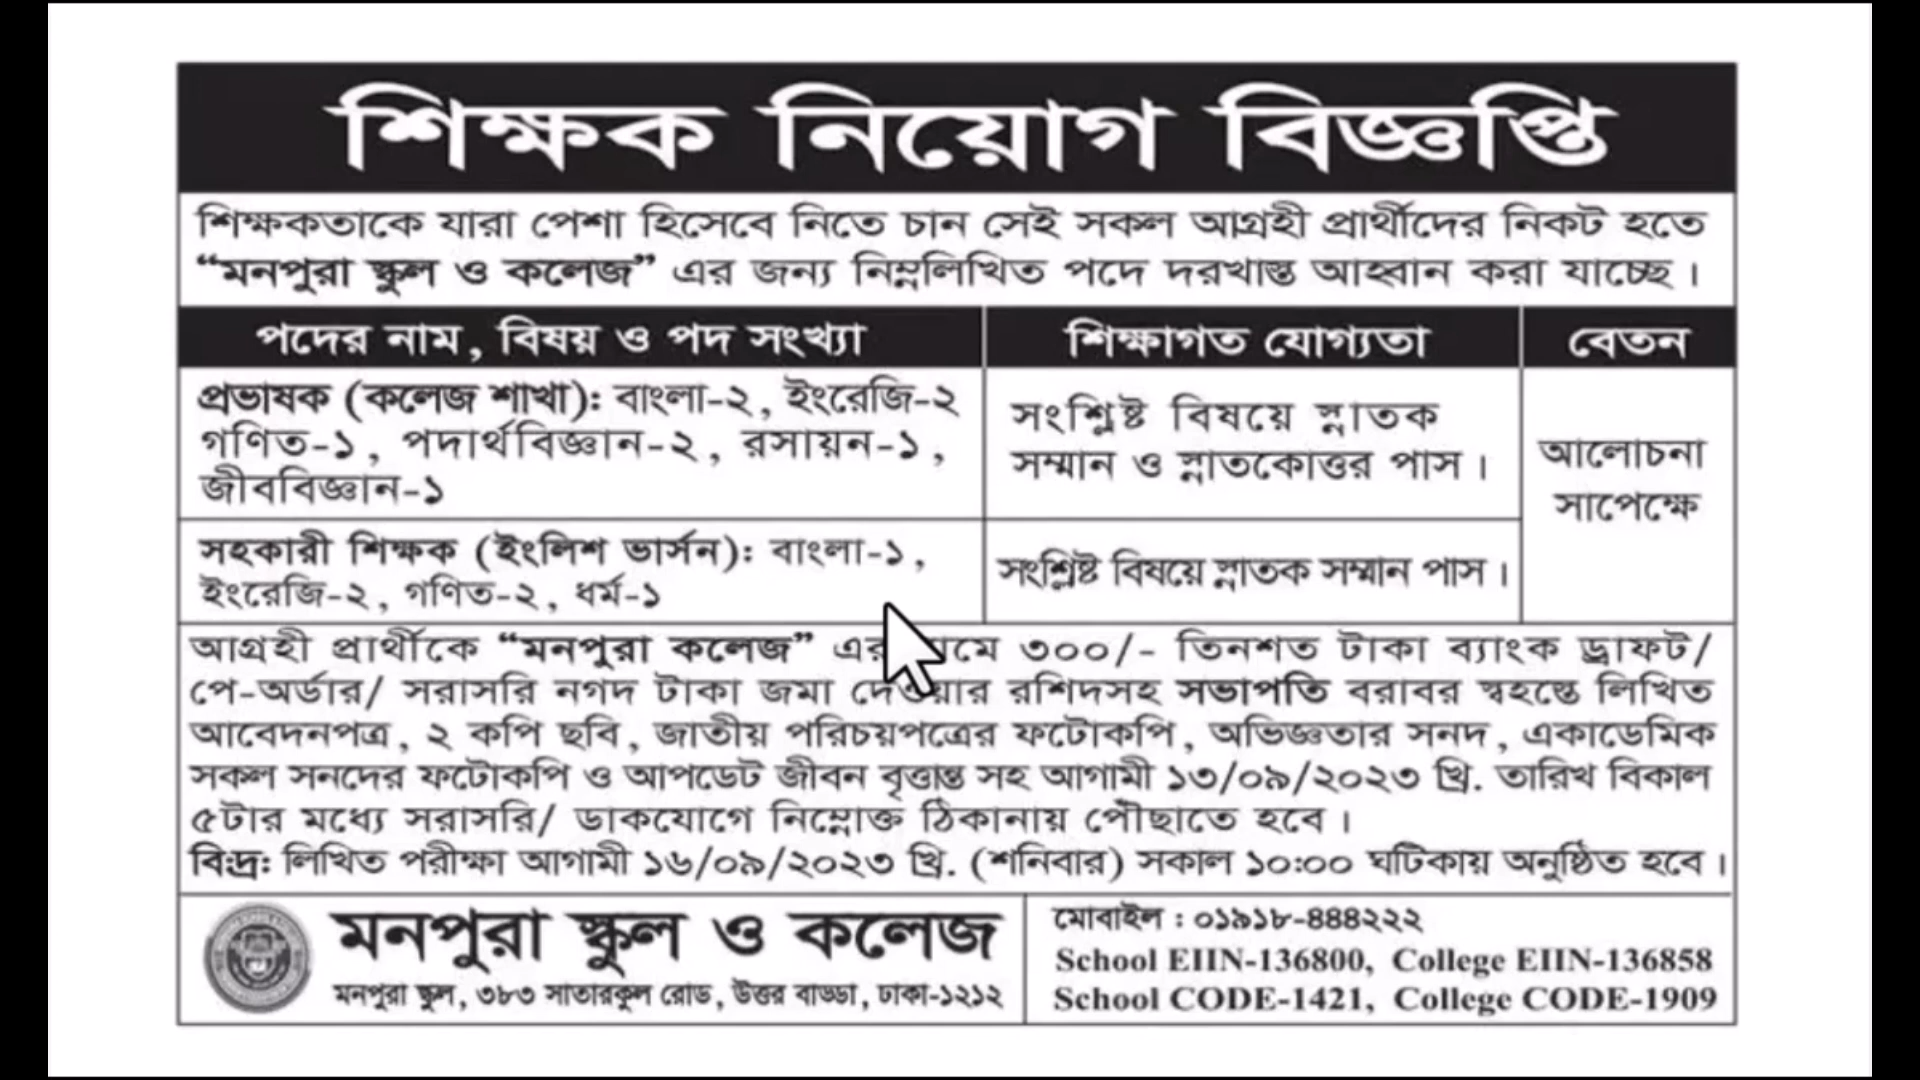 শিক্ষক নিয়োগ বিজ্ঞপ্তি
শিক্ষকতাকে যারা পেশা হিসেবে নিতে চান সেই সকল আগ্রহী প্রার্থীদের নিকট হতে
“মনপুরা স্কুল ও কলেজ” এর জন্য নিম্নলিখিত পদে দরখাস্ত আহ্বান করা যাচ্ছে।
পদের নাম, বিষয় ও পদ সংখ্যা
শিক্ষাগত যোগ্যতা
বেতন
প্রভাষক (কলেজ শাখা): বাংলা-২, ইংরেজি-২
গণিত-১, পদার্থবিজ্ঞান-২, রসায়ন-১,
জীববিজ্ঞান-১
সংশ্লিষ্ট বিষয়ে স্নাতক
সম্মান ও স্নাতকোত্তর পাস।
আলোচনা
সাপেক্ষে
সহকারী শিক্ষক (ইংলিশ ভার্সন): বাংলা-১,
ইংরেজি-২, গণিত-২, ধর্ম-১
সংশ্লিষ্ট বিষয়ে স্নাতক সম্মান পাস।
আগ্রহী প্রার্থীকে “মনপুরা কলেজ” এর নামে ৩০০/- তিনশত টাকা ব্যাংক ড্রাফট/
পে-অর্ডার/ সরাসরি নগদ টাকা জমা দেওয়ার রশিদসহ সভাপতি বরাবর স্বহস্তে লিখিত
আবেদনপত্র, ২ কপি ছবি, জাতীয় পরিচয়পত্রের ফটোকপি, অভিজ্ঞতার সনদ, একাডেমিক
সকল সনদের ফটোকপি ও আপডেট জীবন বৃত্তান্ত সহ আগামী ১৩/০৯/২০২৩ খ্রি. তারিখ বিকাল
৫টার মধ্যে সরাসরি/ ডাকযোগে নিম্নোক্ত ঠিকানায় পৌঁছাতে হবে।
বি:দ্র: লিখিত পরীক্ষা আগামী ১৬/০৯/২০২৩ খ্রি. (শনিবার) সকাল ১০:০০ ঘটিকায় অনুষ্ঠিত হবে।
মনপুরা স্কুল ও কলেজ
মনপুরা স্কুল, ৩৮৩ সাতারকুল রোড, উত্তর বাড্ডা, ঢাকা-১২১২
মোবাইল : ০১৯১৮-৪৪৪২২২
School EIIN-136800, College EIIN-136858
School CODE-1421, College CODE-1909